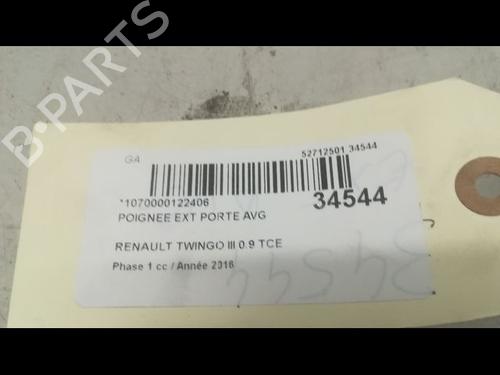 GA
52712501 34544
*1070000122406
34544
POIGNEE EXT PORTE AVG
RENAULT TWINGO III 0.9 TCE
Phase 1 cc / Année 2016
34544
B-PARTS